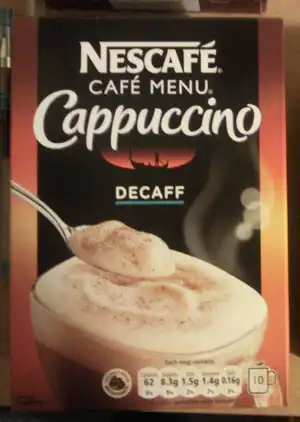 NESCAFÉ®
CAFÉ MENU®
Cappuccino
DECAFF
Each mug contains
62 8.3g 1.5g 1.4g 0.16g
10